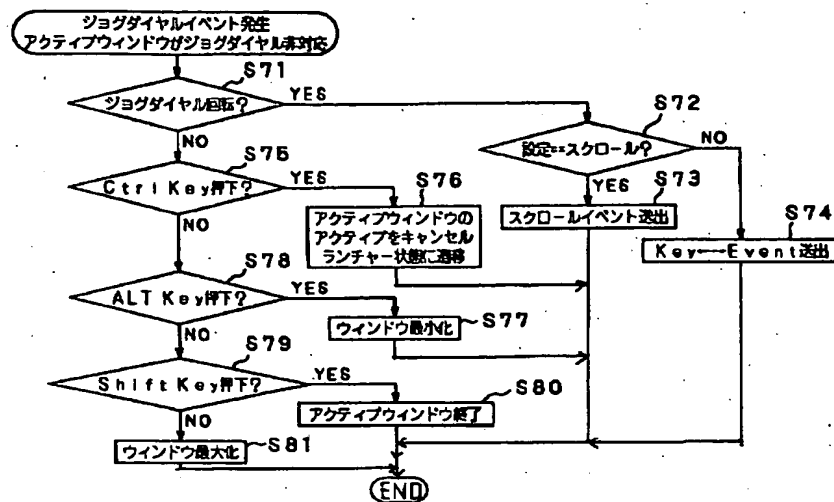 ジョグダイヤルイベント発生
アクティブウィンドウがジョグダイヤル非対応
S71
ジョグダイヤル回転?
YES
NO
S72
設定==スクロール?
NO
YES
S73
スクロールイベント送出
S74
Key-Event送出
S75
Ctrl Key押下?
YES
NO
S76
アクティブウィンドウの
アクティブをキャンセル
ランチャー状態に遷移
S78
ALT Key押下?
YES
NO
S77
ウィンドウ最小化
S79
Shift Key押下?
YES
NO
S80
アクティブウィンドウ終了
S81
ウィンドウ最大化
END